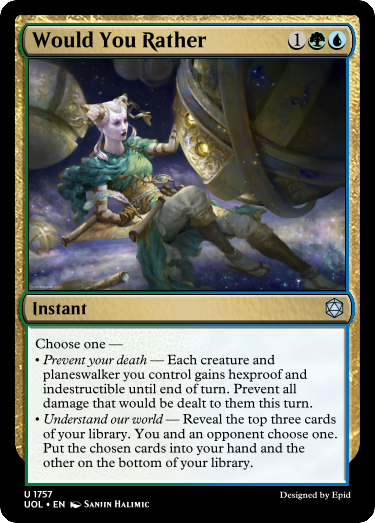 Would You Rather 1
Instant
Choose one —
• Prevent your death — Each creature and
planeswalker you control gains hexproof and
indestructible until end of turn. Prevent all
damage that would be dealt to them this turn.
• Understand our world — Reveal the top three cards
of your library. You and an opponent choose one.
Put the chosen cards into your hand and the
other on the bottom of your library.
U 1757
UOL • EN Sanjin Halimic
Designed by Epid